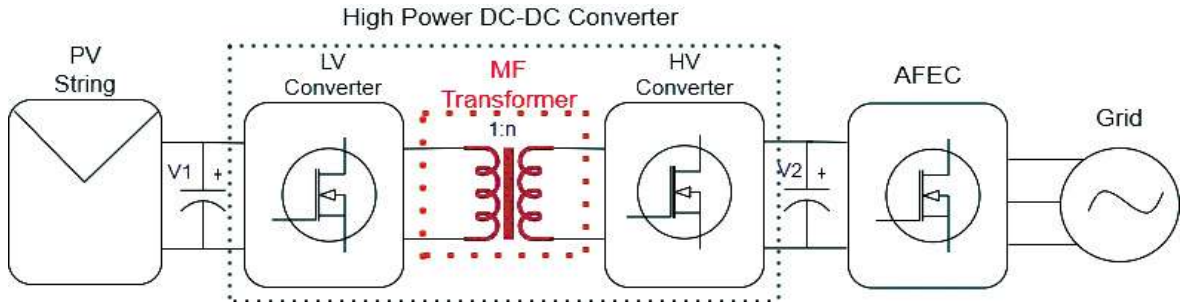 High Power DC-DC Converter
PV
String
LV
Converter
MF
Transformer
1:n
HV
Converter
AFEC
Grid
V1
+
V2
+